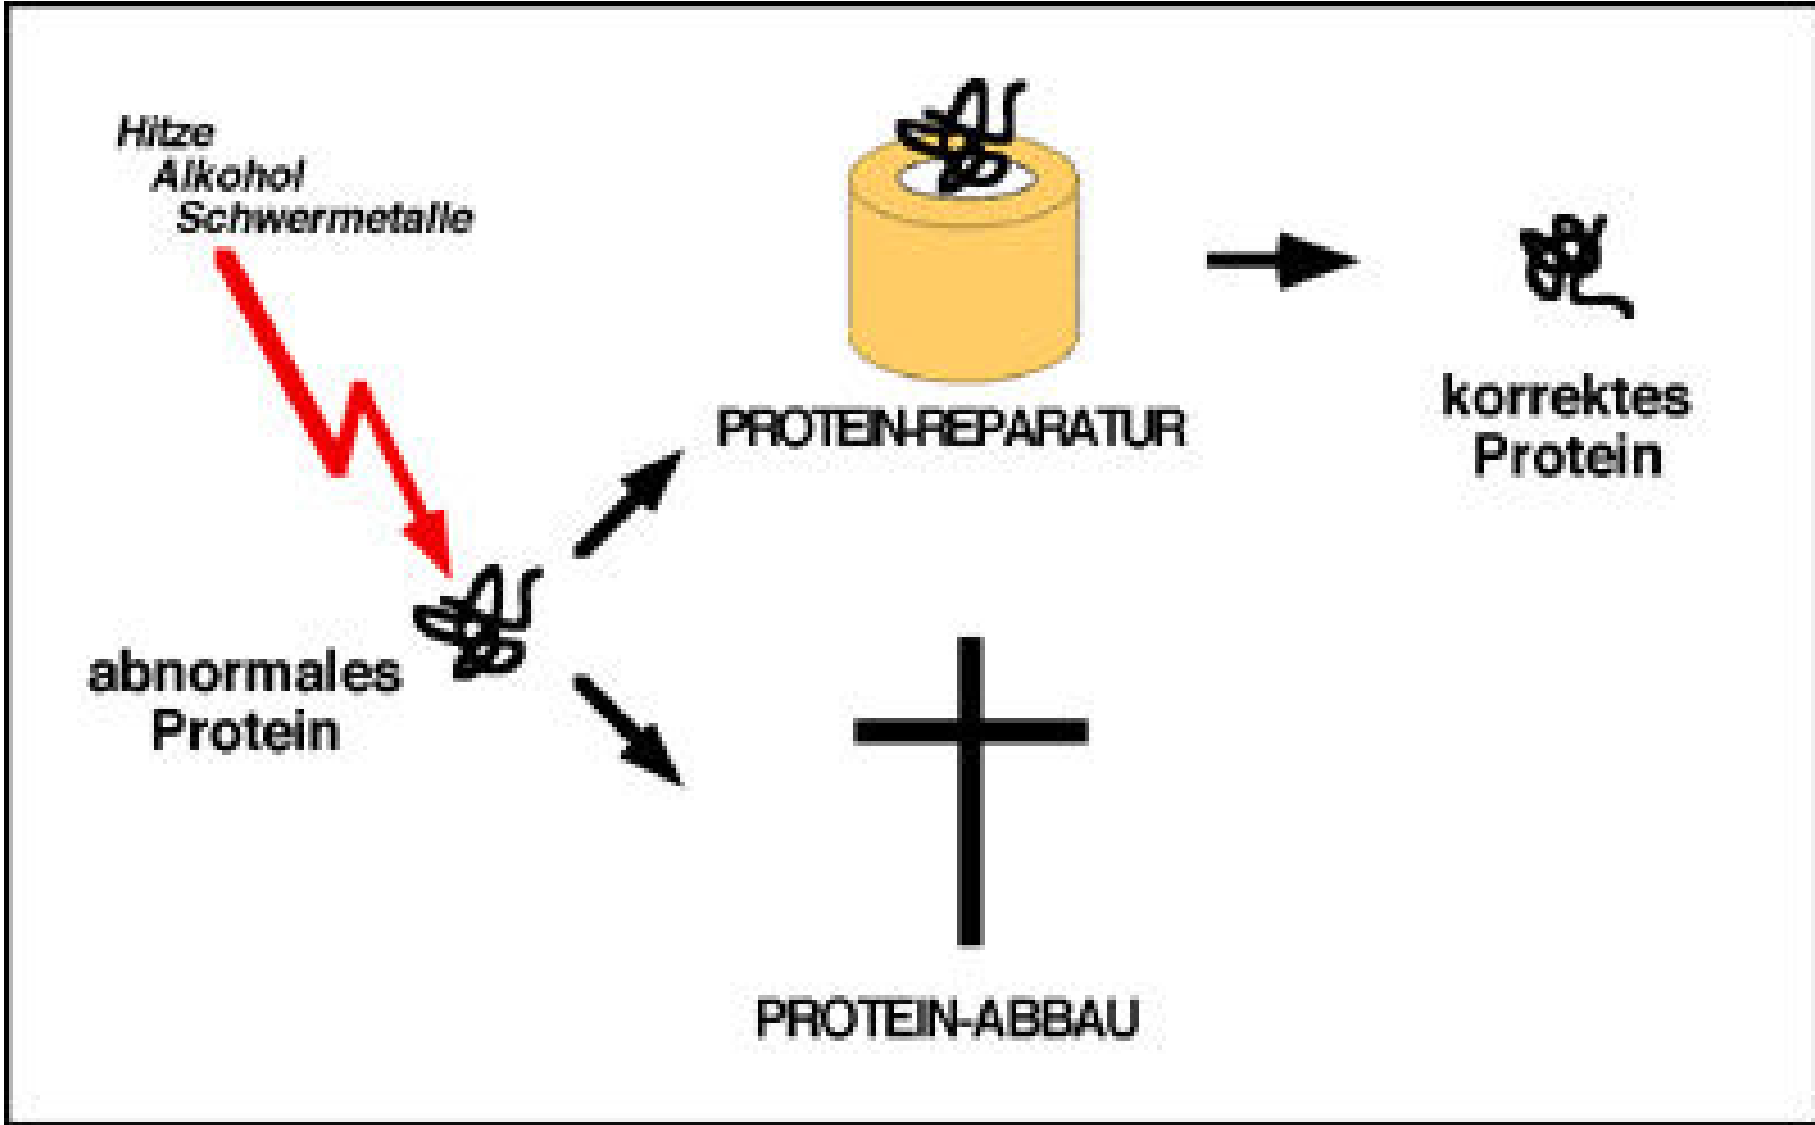 Hitze
Alkohol
Schwermetalle
PROTEIN-REPARATUR
korrektes
Protein
abnormales
Protein
PROTEIN-ABBAU